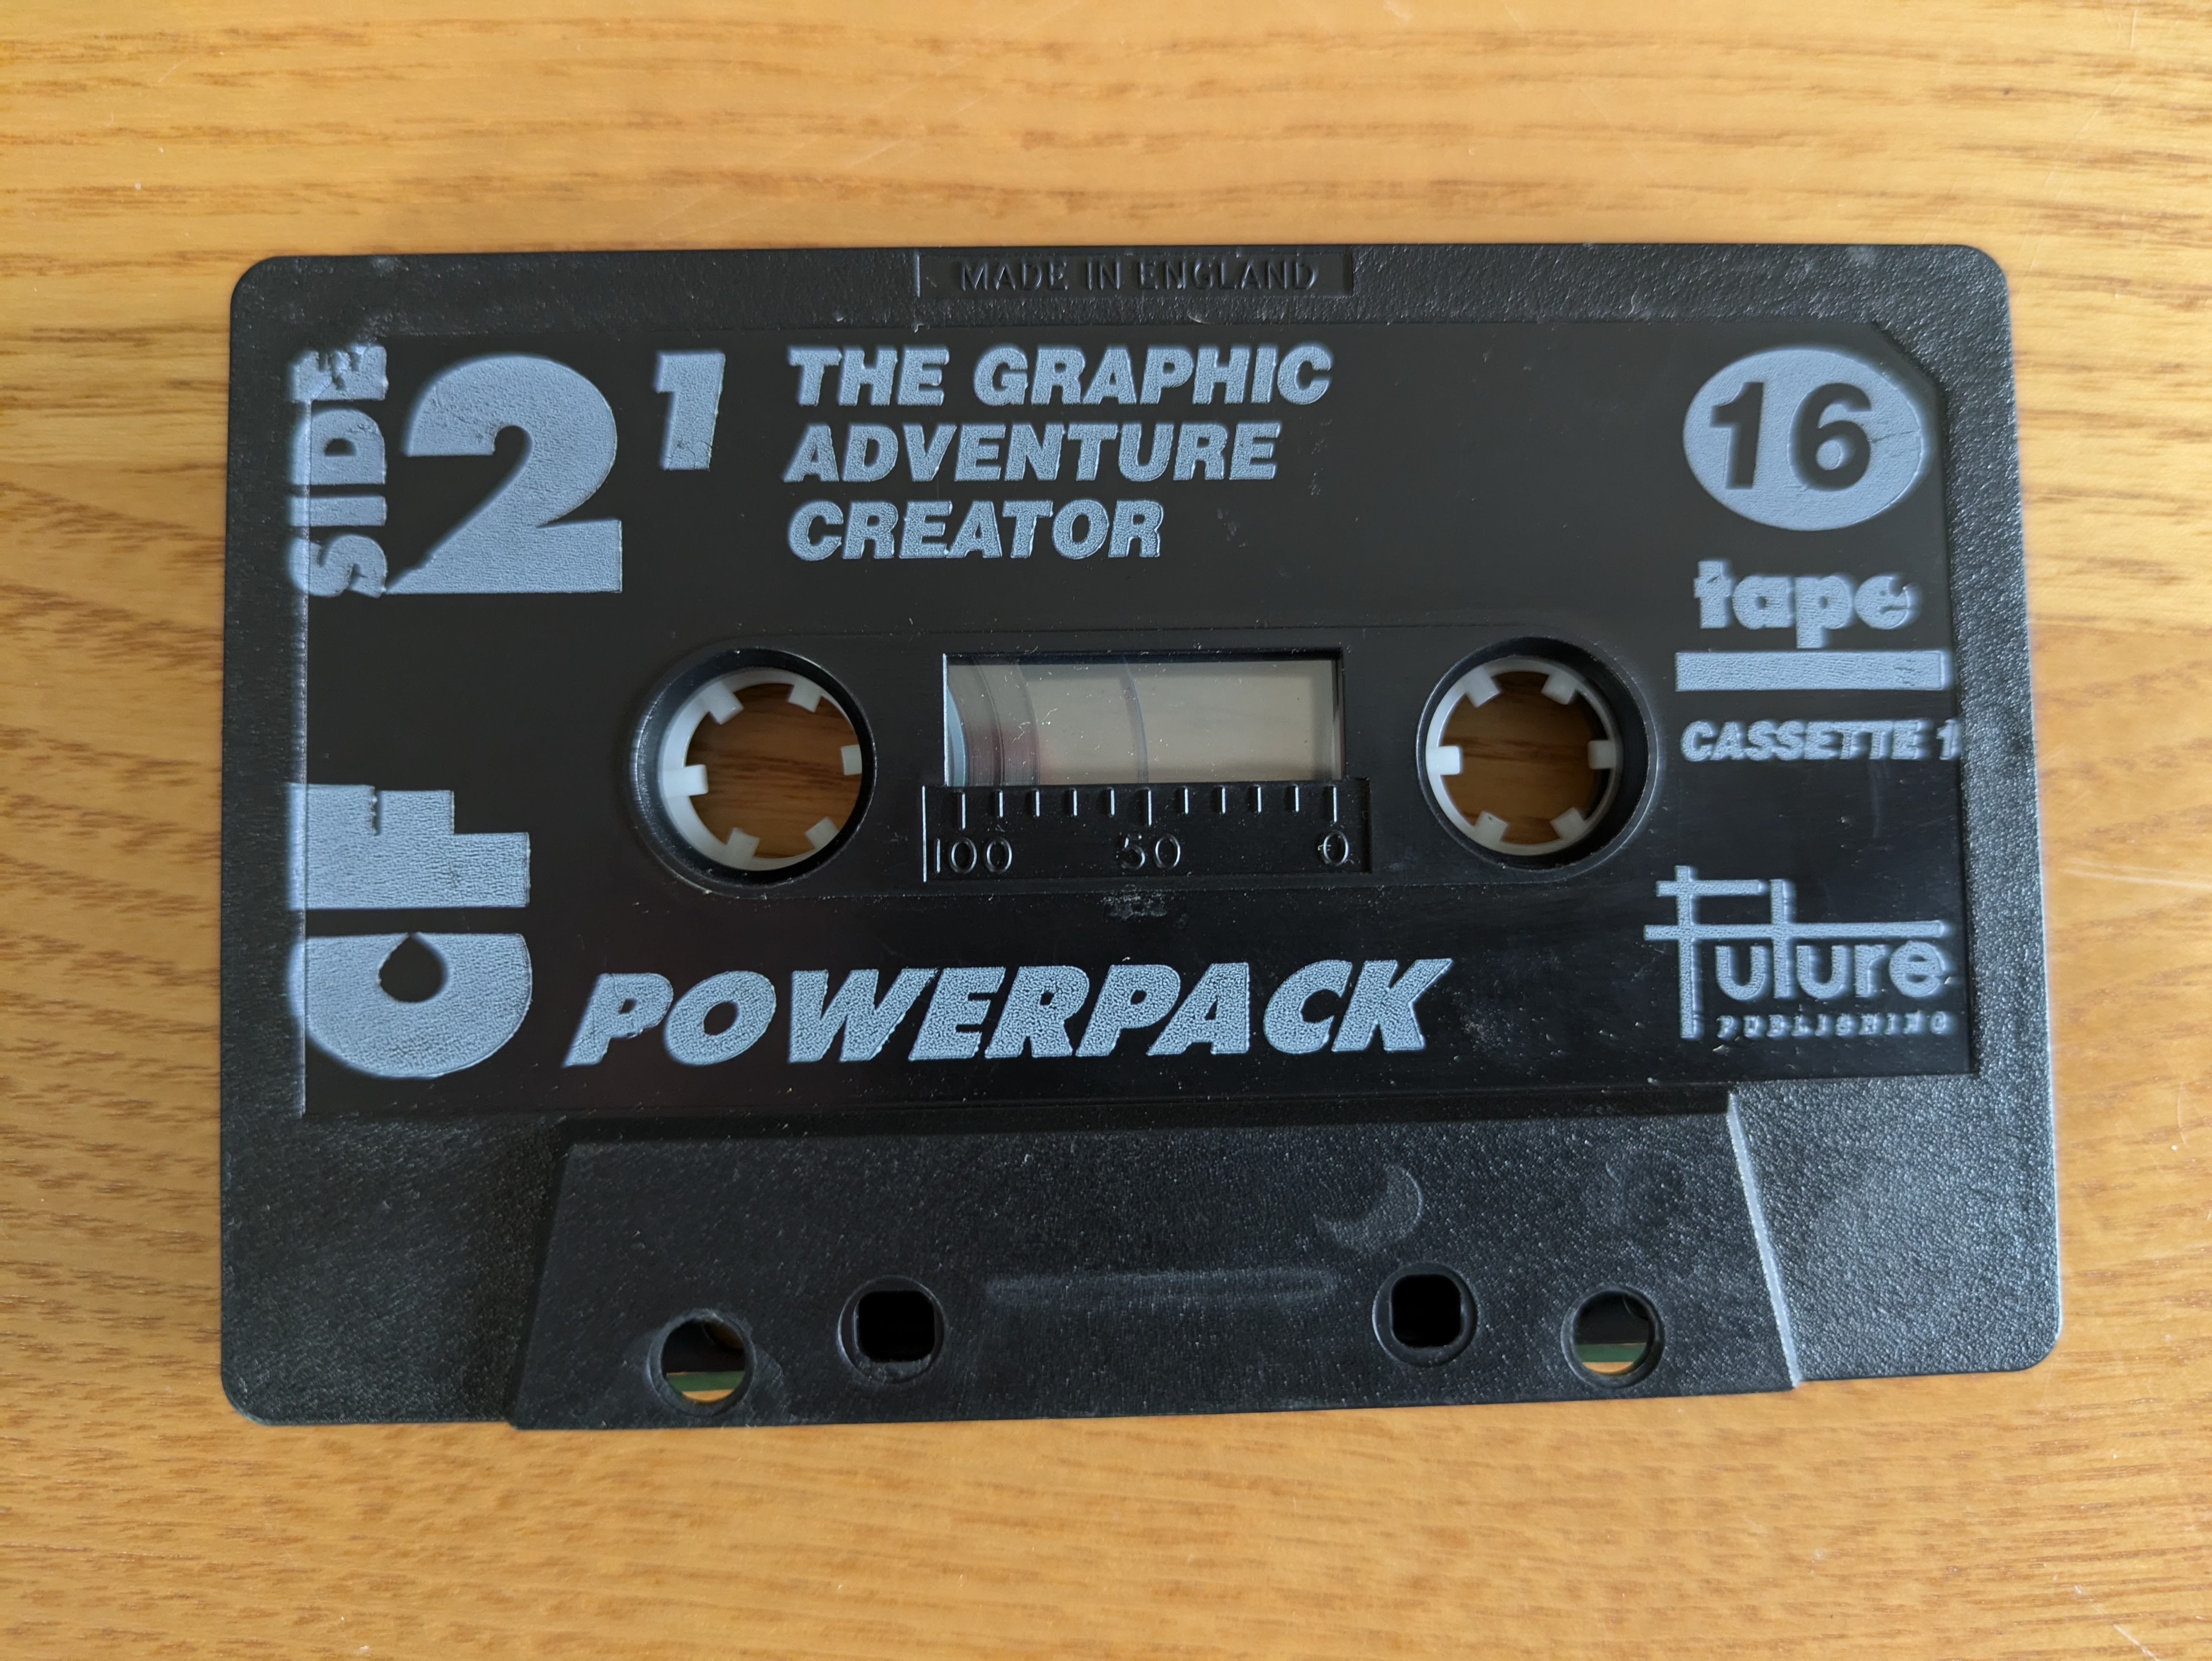 MADE IN ENGLAND
SIDE 2
1 THE GRAPHIC
ADVENTURE
CREATOR
16
tape
CASSETTE 1
100 50 0
CF
POWERPACK
future
PUBLISHING